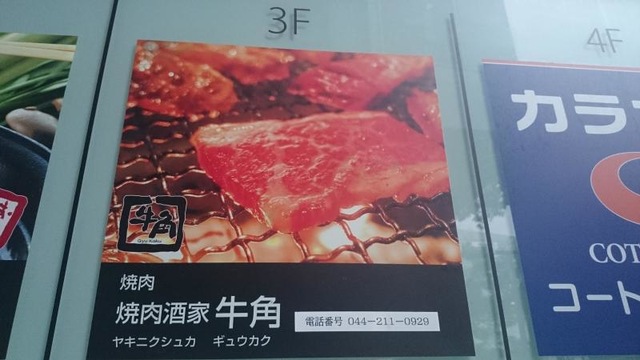 3F
牛角
Gyu-Kaku
焼肉
焼肉酒家 牛角
電話番号 044-211-0929
ヤキニクシュカ ギュウカク
4F
カラ
COT
コート